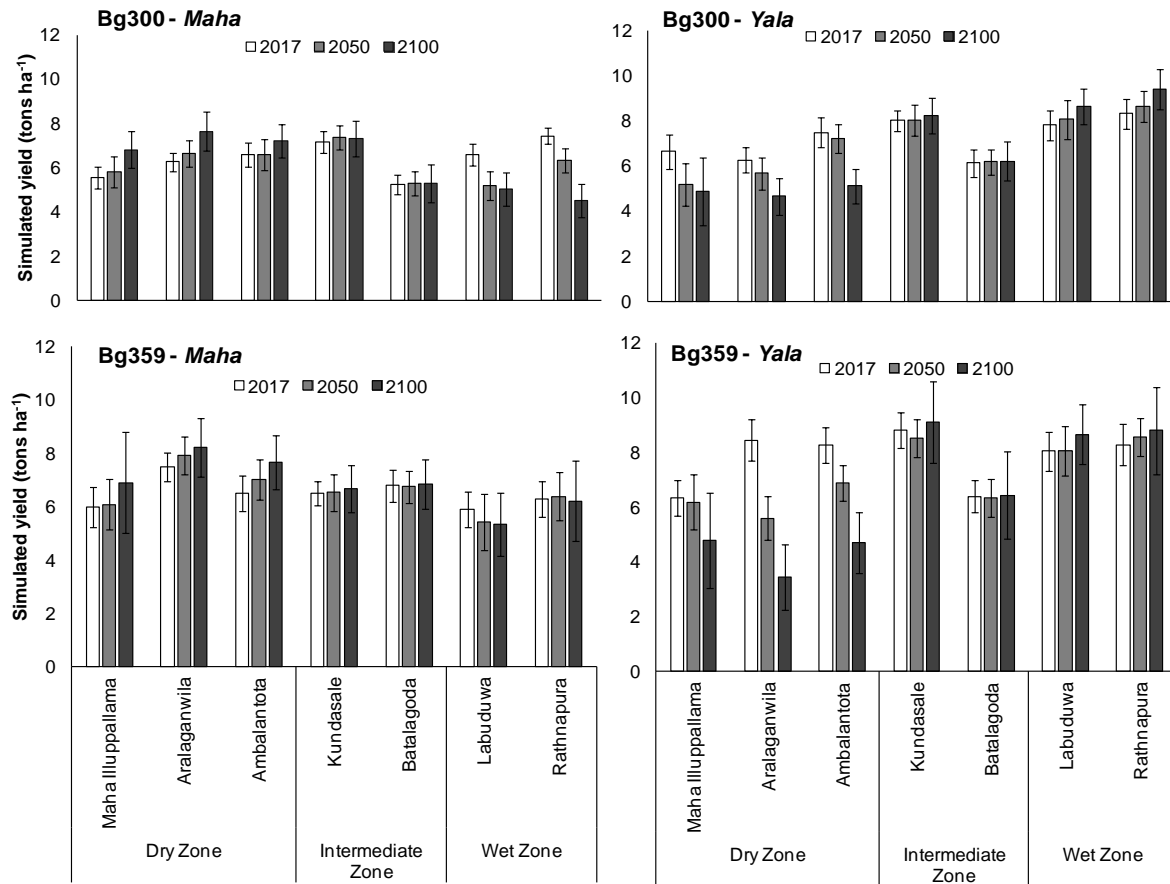 Bg300 - Maha
2017 2050 2100
Simulated yield (tons ha-1)
12
10
8
6
4
2
0
Bg300 - Yala
2017 2050 2100
12
10
8
6
4
2
0
Bg359 - Maha
2017 2050 2100
Simulated yield (tons ha-1)
12
10
8
6
4
2
0
Maha Illuppallama
Aralaganwila
Ambalantota
Kundasale
Batalagoda
Labuduwa
Rathnapura
Dry Zone
Intermediate
Zone
Wet Zone
Bg359 - Yala
2017 2050 2100
12
10
8
6
4
2
0
Maha Illuppallama
Aralaganwila
Ambalantota
Kundasale
Batalagoda
Labuduwa
Rathnapura
Dry Zone
Intermediate
Zone
Wet Zone